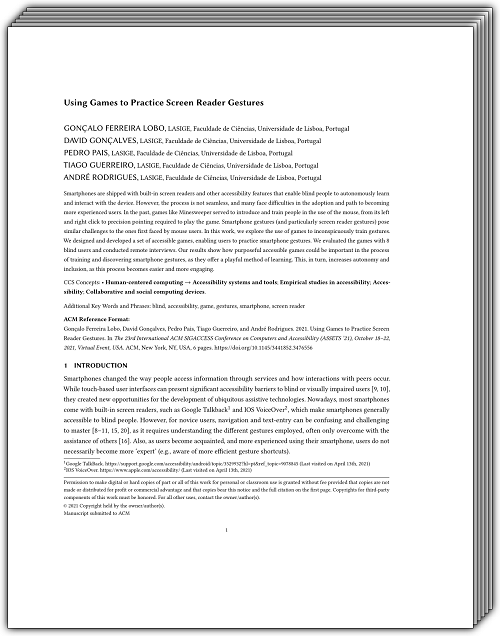 Using Games to Practice Screen Reader Gestures
GONÇALO FERREIRA LOBO, LASIGE, Faculdade de Ciências, Universidade de Lisboa, Portugal
DAVID GONÇALVES, LASIGE, Faculdade de Ciências, Universidade de Lisboa, Portugal
PEDRO PAIS, LASIGE, Faculdade de Ciências, Universidade de Lisboa, Portugal
TIAGO GUERREIRO, LASIGE, Faculdade de Ciências, Universidade de Lisboa, Portugal
ANDRÉ RODRIGUES, LASIGE, Faculdade de Ciências, Universidade de Lisboa, Portugal
Smartphones are shipped with built-in screen readers and other accessibility features that enable blind people to autonomously learn
and interact with the device. However, the process is not seamless, and many face difficulties in the adoption and path to becoming
more experienced users. In the past, games like Minesweeper served to introduce and train people in the use of the mouse, from its left
and right click to precision pointing required to play the game. Smartphone gestures (and particularly screen reader gestures) pose
similar challenges to the ones first faced by mouse users. In this work, we explore the use of games to inconspicuously train gestures.
We designed and developed a set of accessible games, enabling users to practice smartphone gestures. We evaluated the games with 8
blind users and conducted remote interviews. Our results show how purposeful accessible games could be important in the process
of training and discovering smartphone gestures, as they offer a playful method of learning. This, in turn, increases autonomy and
inclusion, as this process becomes easier and more engaging.
CCS Concepts: • Human-centered computing → Accessibility systems and tools; Empirical studies in accessibility; Acces-
sibility; Collaborative and social computing devices.
Additional Key Words and Phrases: blind, accessibility, game, gestures, smartphone, screen reader
ACM Reference Format:
Gonçalo Ferreira Lobo, David Gonçalves, Pedro Pais, Tiago Guerreiro, and André Rodrigues. 2021. Using Games to Practice Screen
Reader Gestures. In The 23rd International ACM SIGACCESS Conference on Computers and Accessibility (ASSETS '21), October 18–22,
2021, Virtual Event, USA. ACM, New York, NY, USA, 6 pages. https://doi.org/10.1145/3441852.3476556
1 INTRODUCTION
Smartphones changed the way people access information through services and how interactions with peers occur.
While touch-based user interfaces can present significant accessibility barriers to blind or visually impaired users [9, 10],
they created new opportunities for the development of ubiquitous assistive technologies. Nowadays, most smartphones
come with built-in screen readers, such as Google Talkback1 and IOS VoiceOver2, which make smartphones generally
accessible to blind people. However, for novice users, navigation and text-entry can be confusing and challenging
to master [8–11, 15, 20], as it requires understanding the different gestures employed, often only overcome with the
assistance of others [16]. Also, as users become acquainted, and more experienced using their smartphone, users do not
necessarily become more 'expert' (e.g., aware of more efficient gesture shortcuts).
1Google TalkBack. (Last visited on April 13th, 2021)
2IOS VoiceOver. https://www.apple.com/accessibility/ (Last visited on April 13th, 2021)
Permission to make digital or hard copies of part or all of this work for personal or classroom use is granted without fee provided that copies are not
made or distributed for profit or commercial advantage and that copies bear this notice and the full citation on the first page. Copyrights for third-party
components of this work must be honored. For all other uses, contact the owner/author(s).
© 2021 Copyright held by the owner/author(s).
Manuscript submitted to ACM
1